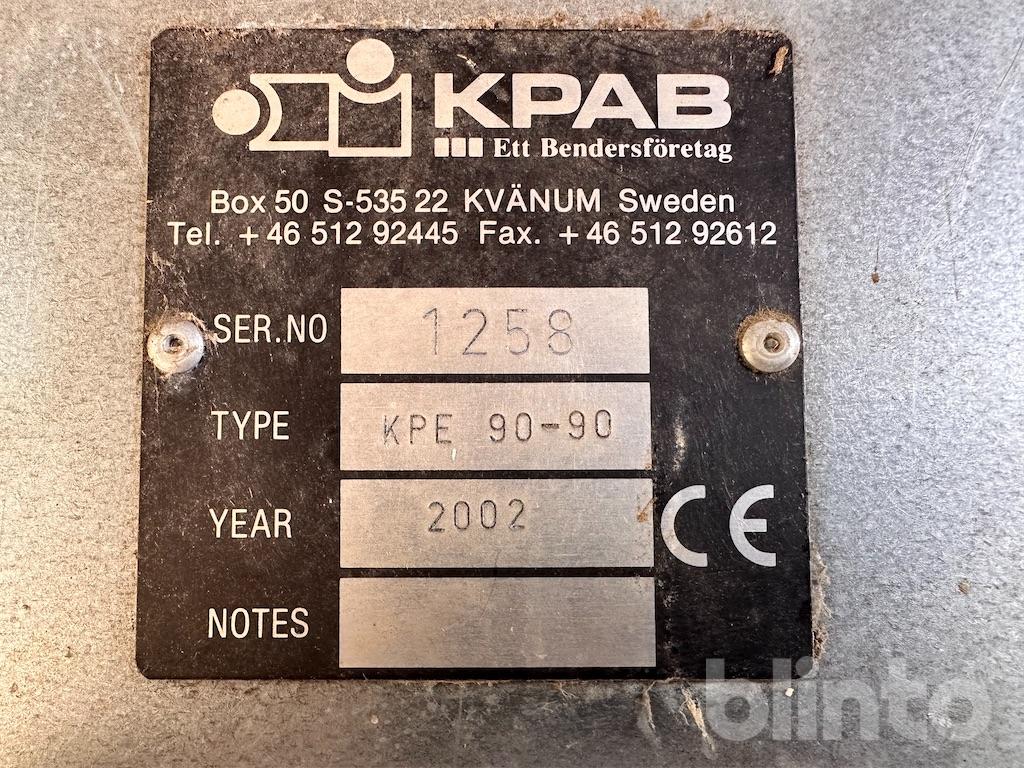 KPAB
Ett Bendersföretag
Box 50 S-535 22 KVÄNUM Sweden
Tel. +46 512 92445 Fax. +46 512 92612
SER.NO 1258
TYPE KPE 90-90
YEAR 2002 CE
NOTES
blinto